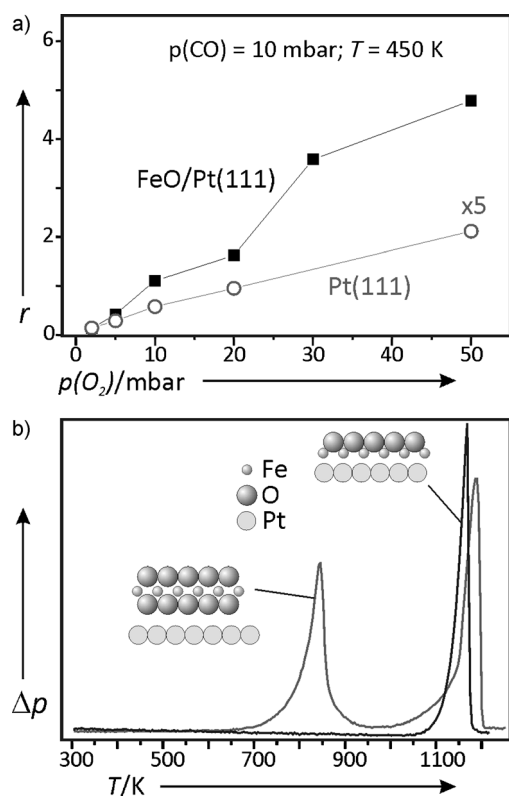 a)
p(CO) = 10 mbar; T = 450 K
6
4
2
0
r
FeO/Pt(111)
x5
Pt(111)
0 10 20 30 40 50
p(O₂)/mbar
b)
Fe
O
Pt
Δp
300 500 700 900 1100
T/K